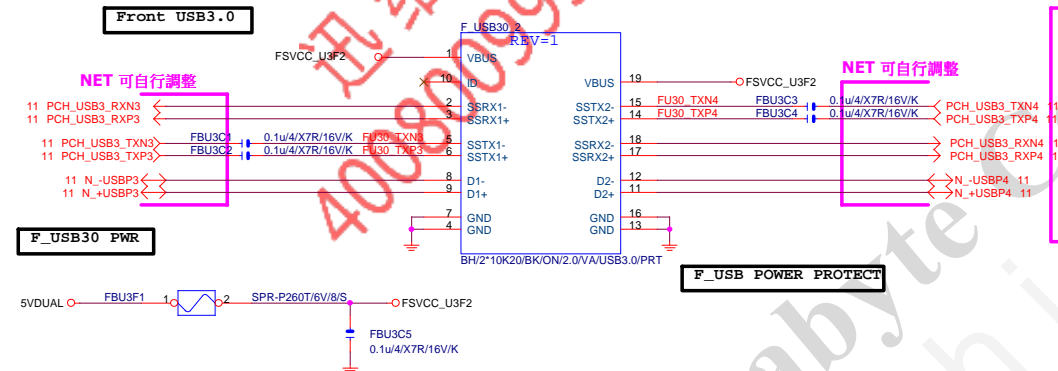 Front USB3.0
F_USB30_2
REV=1
FSVCC_U3F2
1
VBUS
10
ID
NET 可自行調整
11 PCH_USB3_RXN3
2
SSRX1-
11 PCH_USB3_RXP3
3
SSRX1+
11 PCH_USB3_TXN3
FBU3C1
0.1u/4/X7R/16V/K
FU30_TXN3
5
SSTX1-
11 PCH_USB3_TXP3
FBU3C2
0.1u/4/X7R/16V/K
FU30_TXP3
6
SSTX1+
11 N_-USBP3
8
D1-
11 N_+USBP3
9
D1+
7
GND
4
GND
VBUS
19
FSVCC_U3F2
NET 可自行調整
SSTX2-
15
FU30_TXN4
FBU3C3
0.1u/4/X7R/16V/K
PCH_USB3_TXN4 11
SSTX2+
14
FU30_TXP4
FBU3C4
0.1u/4/X7R/16V/K
PCH_USB3_TXP4
SSRX2-
18
PCH_USB3_RXN4
SSRX2+
17
PCH_USB3_RXP4
D2-
12
N_-USBP4 11
D2+
11
N_+USBP4 11
GND
16
GND
13
BH/2*10K20/BK/ON/2.0/VA/USB3.0/PRT
F_USB30 PWR
F_USB POWER PROTECT
5VDUAL
FBU3F1
1
2
SPR-P260T/6V/8/S
FSVCC_U3F2
FBU3C5
0.1u/4/X7R/16V/K
迅
40080099
abyte